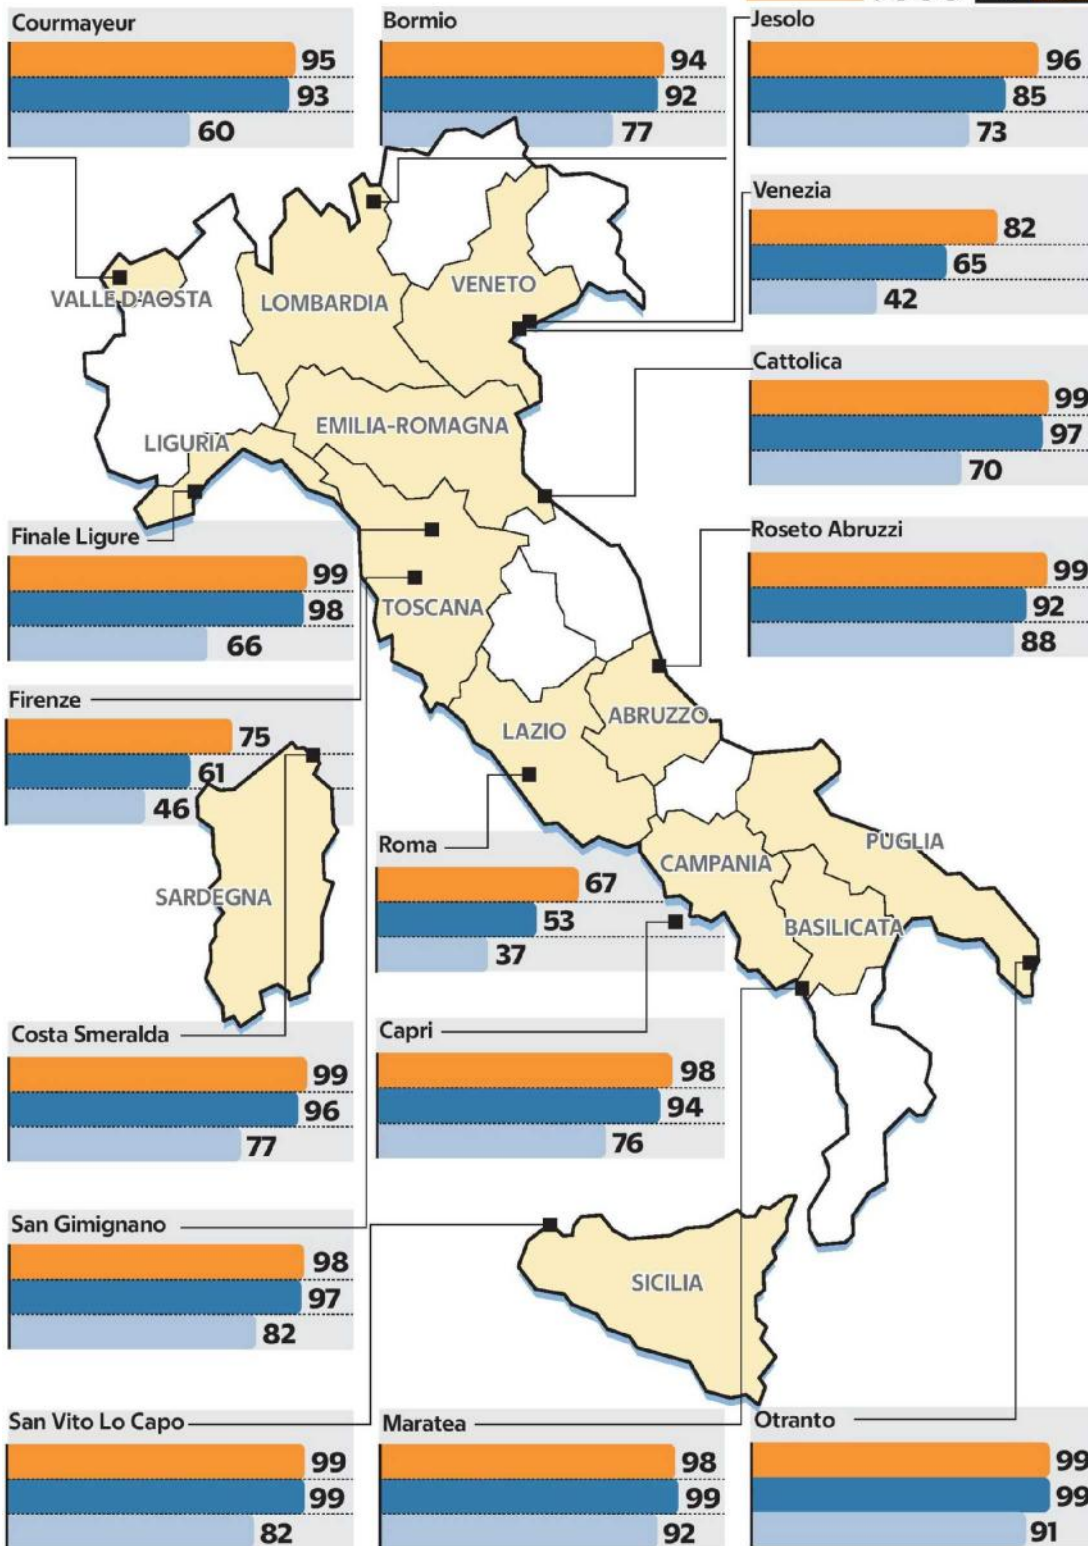 Courmayeur
95
93
60
Bormio
94
92
77
Jesolo
96
85
73
Venezia
82
65
42
VALLE D'AOSTA
LOMBARDIA
VENETO
Cattolica
99
97
70
EMILIA-ROMAGNA
LIGURIA
Finale Ligure
99
98
66
Roseto Abruzzi
99
92
88
TOSCANA
Firenze
75
61
46
LAZIO
ABRUZZO
SARDEGNA
Roma
67
53
37
CAMPANIA
PUGLIA
BASILICATA
Costa Smeralda
99
96
77
Capri
98
94
76
San Gimignano
98
97
82
SICILIA
San Vito Lo Capo
99
99
82
Maratea
98
99
92
Otranto
99
99
91